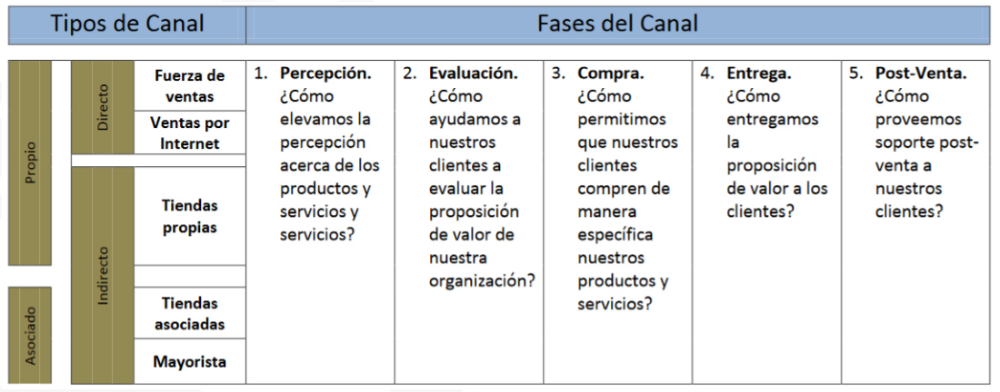 Tipos de Canal
Fases del Canal
Propio
Asociado
Directo
Indirecto
Fuerza de
ventas
Ventas por
Internet
Tiendas
propias
Tiendas
asociadas
Mayorista
1. Percepción.
¿Cómo
elevamos la
percepción
acerca de los
productos y
servicios y
servicios?
2. Evaluación.
¿Cómo
ayudamos a
nuestros
clientes a
evaluar la
proposición
de valor de
nuestra
organización?
3. Compra.
¿Cómo
permitimos
que nuestros
clientes
compren de
manera
específica
nuestros
productos y
servicios?
4. Entrega.
¿Cómo
entregamos
la
proposición
de valor a los
clientes?
5. Post-Venta.
¿Cómo
proveemos
soporte post-
venta a
nuestros
clientes?